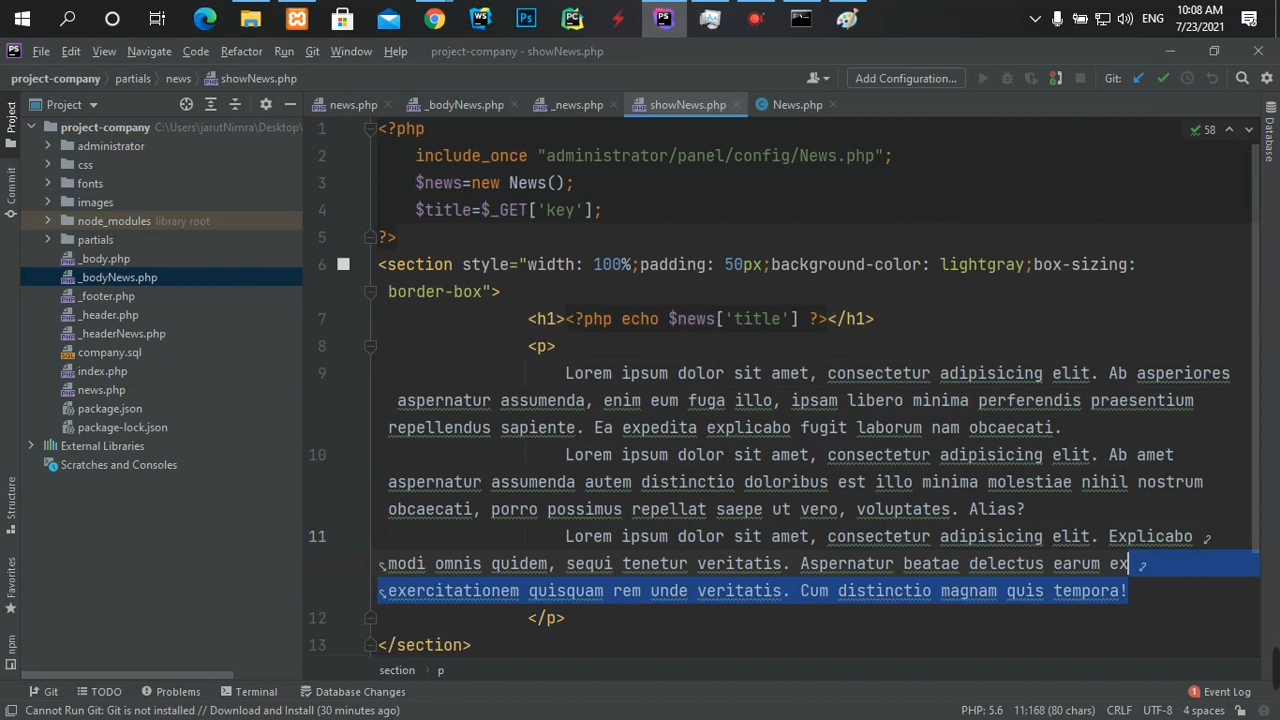 ENG
10:08 AM
7/23/2021
File Edit View Navigate Code Refactor Run Git Window Help project-company - showNews.php
project-company partials news showNews.php Add Configuration... Git:
Project news.php _bodyNews.php _news.php showNews.php News.php
project-company C:\Users\jarutNimra\Desktop\
administrator
css
fonts
images
node_modules library root
partials
_body.php
_bodyNews.php
_footer.php
_header.php
_headerNews.php
company.sql
index.php
news.php
package.json
package-lock.json
External Libraries
Scratches and Consoles
Project
Commit
Structure
Favorites
npm
Database
58
1 <?php
2 include_once "administrator/panel/config/News.php";
3 $news=new News();
4 $title=$_GET['key'];
5 ?>
6 <section style="width: 100%;padding: 50px;background-color: lightgray;box-sizing:
border-box">
7 <h1><?php echo $news['title'] ?></h1>
8 <p>
9 Lorem ipsum dolor sit amet, consectetur adipisicing elit. Ab asperiores
aspernatur assumenda, enim eum fuga illo, ipsam libero minima perferendis praesentium
repellendus sapiente. Ea expedita explicabo fugit laborum nam obcaecati.
10 Lorem ipsum dolor sit amet, consectetur adipisicing elit. Ab amet
aspernatur assumenda autem distinctio doloribus est illo minima molestiae nihil nostrum
obcaecati, porro possimus repellat saepe ut vero, voluptates. Alias?
11 Lorem ipsum dolor sit amet, consectetur adipisicing elit. Explicabo
modi omnis quidem, sequi tenetur veritatis. Aspernatur beatae delectus earum ex
exercitationem quisquam rem unde veritatis. Cum distinctio magnam quis tempora!
12 </p>
13 </section>
section p
Git TODO Problems Terminal Database Changes 1 Event Log
Cannot Run Git: Git is not installed // Download and Install (30 minutes ago) PHP: 5.6 11:168 (80 chars) CRLF UTF-8 4 spaces